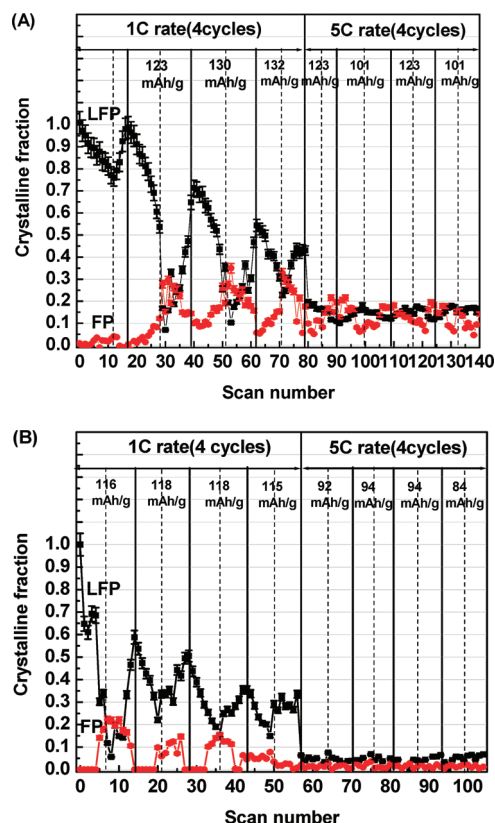 (A)
1C rate(4cycles) 5C rate(4cycles)
123 130 132 123 101 123 101
mAh/g mAh/g mAh/g mAh/g mAh/g mAh/g mAh/g
LFP
FP
Crystalline fraction
1.0
0.9
0.8
0.7
0.6
0.5
0.4
0.3
0.2
0.1
0.0
0 10 20 30 40 50 60 70 80 90 100 110 120 130 140
Scan number
(B)
1C rate(4 cycles) 5C rate(4cycles)
116 118 118 115 92 94 94 84
mAh/g mAh/g mAh/g mAh/g mAh/g mAh/g mAh/g mAh/g
LFP
FP
Crystalline fraction
1.0
0.9
0.8
0.7
0.6
0.5
0.4
0.3
0.2
0.1
0.0
0 10 20 30 40 50 60 70 80 90 100
Scan number